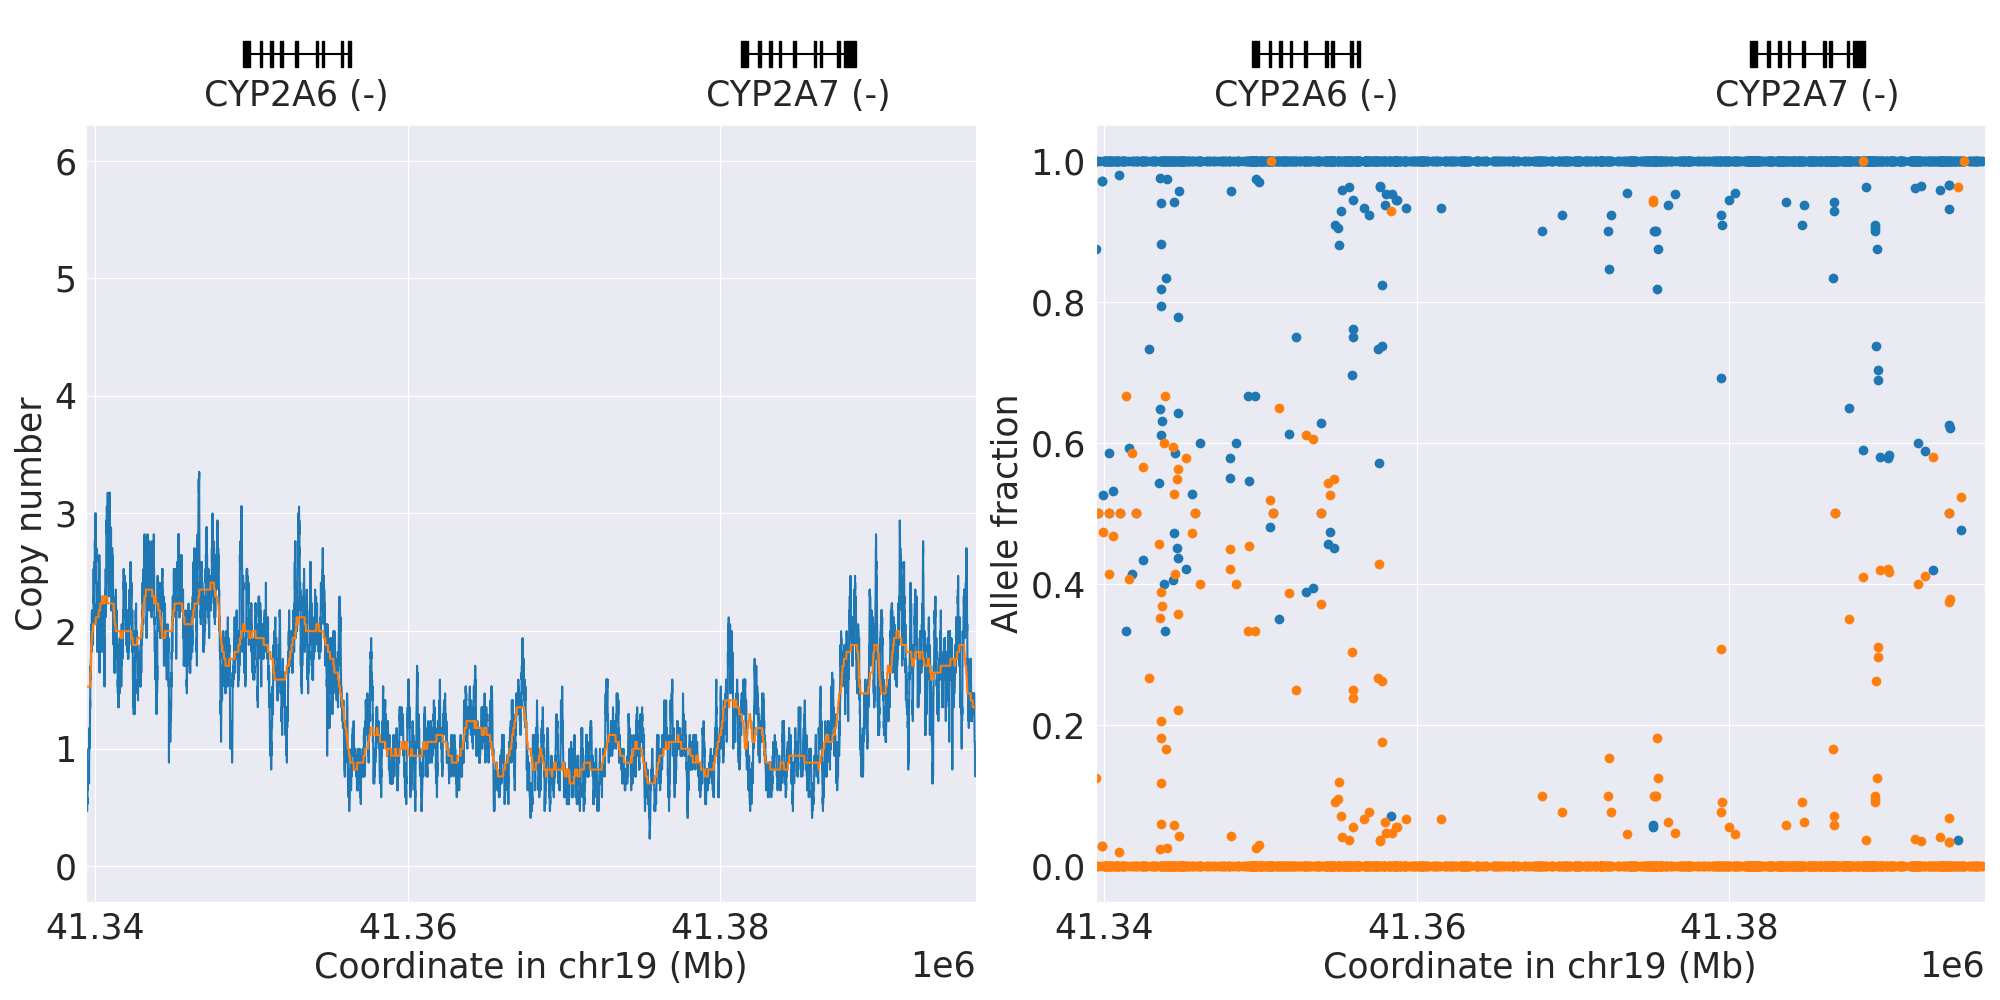 CYP2A6 (-)
CYP2A7 (-)
6
5
4
3
2
1
0
Copy number
41.34
41.36
41.38
Coordinate in chr19 (Mb)
1e6
CYP2A6 (-)
CYP2A7 (-)
1.0
0.8
0.6
0.4
0.2
0.0
Allele fraction
41.34
41.36
41.38
Coordinate in chr19 (Mb)
1e6